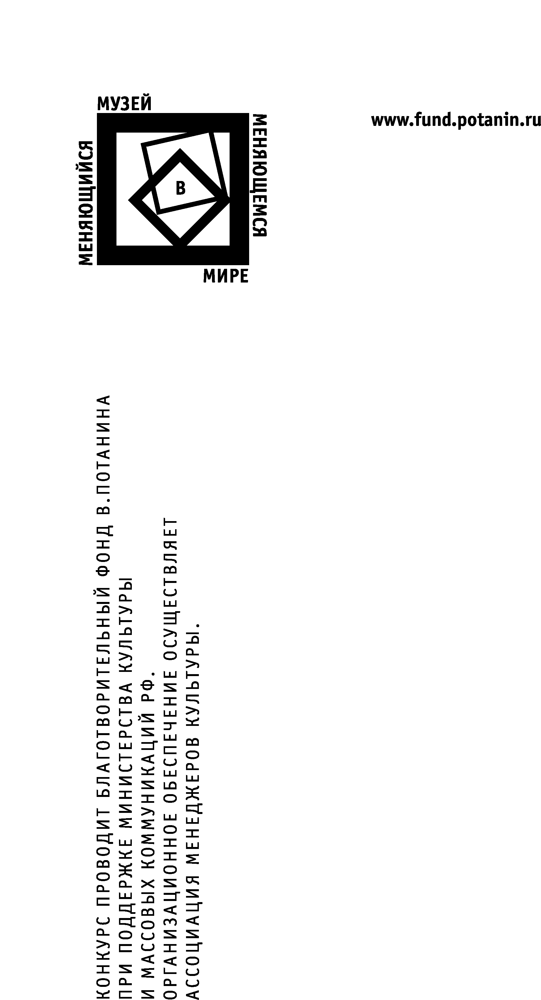 МЕНЯЮЩИЙСЯ
МУЗЕЙ
В
МЕНЯЮЩЕМСЯ
МИРЕ
www.fund.potanin.ru
КОНКУРС ПРОВОДИТ БЛАГОТВОРИТЕЛЬНЫЙ ФОНД В.ПОТАНИНА
ПРИ ПОДДЕРЖКЕ МИНИСТЕРСТВА КУЛЬТУРЫ
И МАССОВЫХ КОММУНИКАЦИЙ РФ.
ОРГАНИЗАЦИОННОЕ ОБЕСПЕЧЕНИЕ ОСУЩЕСТВЛЯЕТ
АССОЦИАЦИЯ МЕНЕДЖЕРОВ КУЛЬТУРЫ.